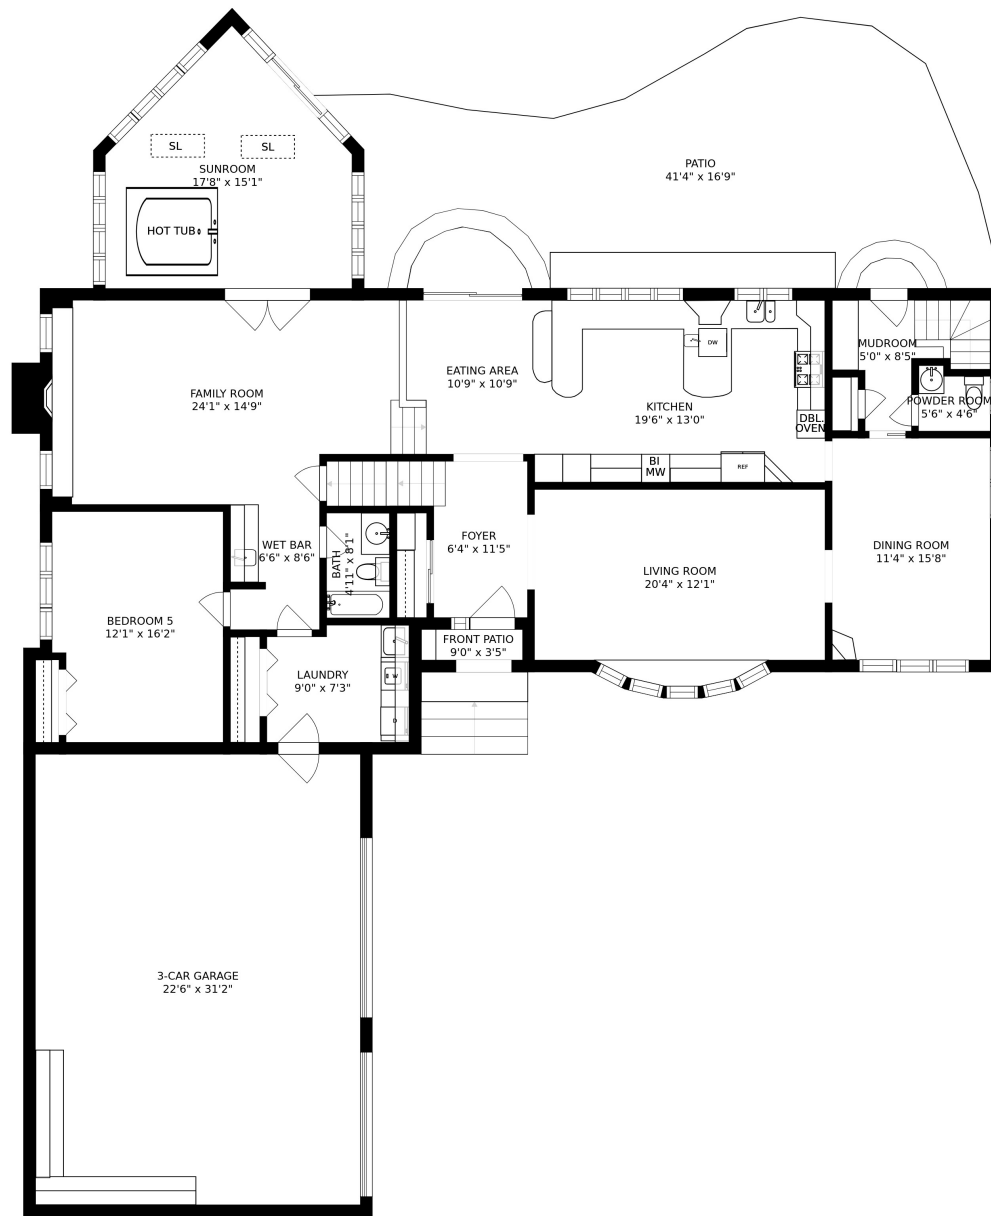 SL
SL
SUNROOM
17'8" x 15'1"
PATIO
41'4" x 16'9"
HOT TUB
DW
MUDROOM
5'0" x 8'5"
EATING AREA
10'9" x 10'9"
FAMILY ROOM
24'1" x 14'9"
KITCHEN
19'6" x 13'0"
POWDER ROOM
5'6" x 4'6"
DBL.
OVEN
BI
MW
REF
FOYER
6'4" x 11'5"
WET BAR
6'6" x 8'6"
BATH
4'11" x 8'1"
DINING ROOM
11'4" x 15'8"
LIVING ROOM
20'4" x 12'1"
BEDROOM 5
12'1" x 16'2"
FRONT PATIO
9'0" x 3'5"
LAUNDRY
9'0" x 7'3"
W
D
3-CAR GARAGE
22'6" x 31'2"